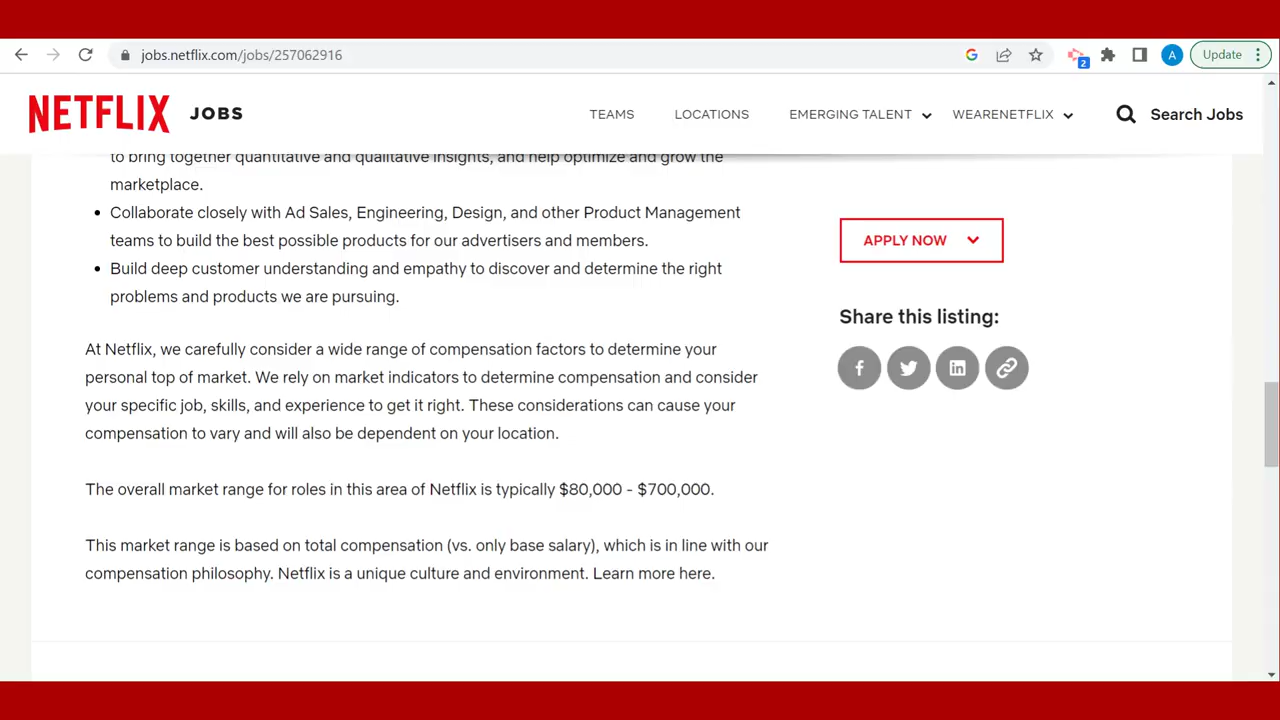 jobs.netflix.com/jobs/257062916
2
A
Update
NETFLIX JOBS
TEAMS
LOCATIONS
EMERGING TALENT
WEARENETFLIX
Search Jobs
to bring together quantitative and qualitative insights, and help optimize and grow the
marketplace.
• Collaborate closely with Ad Sales, Engineering, Design, and other Product Management
teams to build the best possible products for our advertisers and members.
• Build deep customer understanding and empathy to discover and determine the right
problems and products we are pursuing.
At Netflix, we carefully consider a wide range of compensation factors to determine your
personal top of market. We rely on market indicators to determine compensation and consider
your specific job, skills, and experience to get it right. These considerations can cause your
compensation to vary and will also be dependent on your location.
The overall market range for roles in this area of Netflix is typically $80,000 - $700,000.
This market range is based on total compensation (vs. only base salary), which is in line with our
compensation philosophy. Netflix is a unique culture and environment. Learn more here.
APPLY NOW
Share this listing: